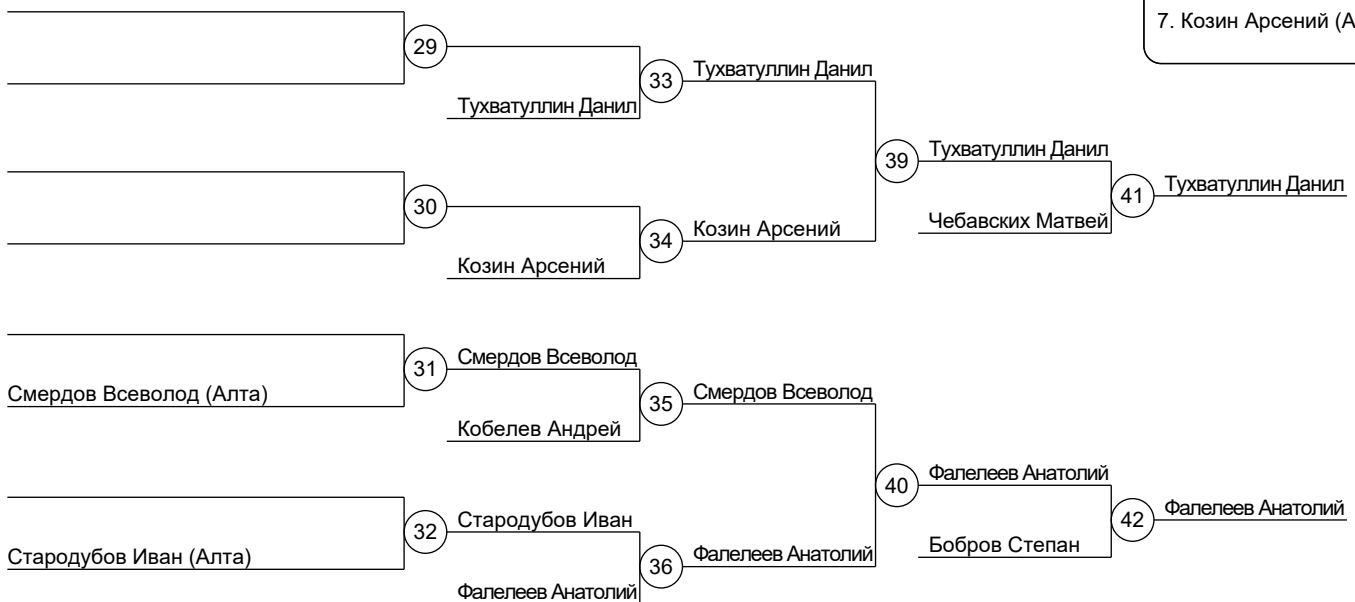 7. Козин Арсений (А
29
Тухватуллин Данил
33
Тухватуллин Данил
39
Тухватуллин Данил
41
Тухватуллин Данил
Чебавских Матвей
30
Козин Арсений
34
Козин Арсений
31
Смердов Всеволод
Смердов Всеволод (Алта)
35
Смердов Всеволод
Кобелев Андрей
40
Фалелеев Анатолий
42
Фалелеев Анатолий
Бобров Степан
32
Стародубов Иван
Стародубов Иван (Алта)
36
Фалелеев Анатолий
Фалелеев Анатолий